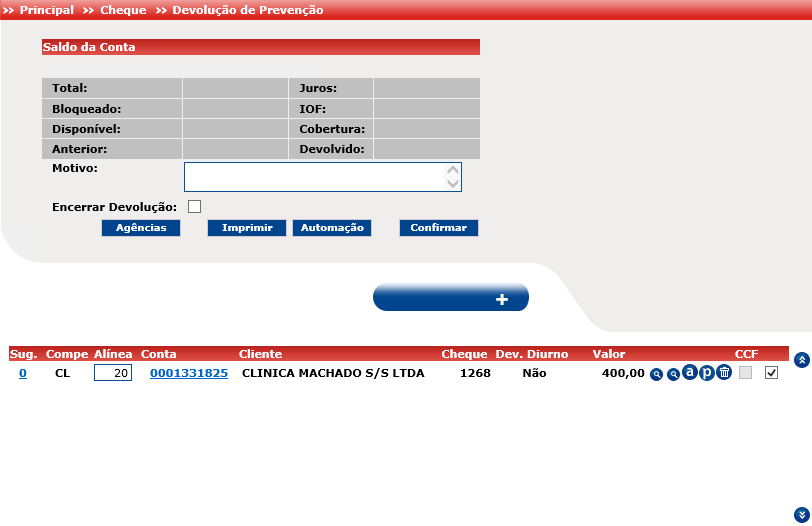 >> Principal >> Cheque >> Devolução de Prevenção
Saldo da Conta
Total: Juros:
Bloqueado: IOF:
Disponível: Cobertura:
Anterior: Devolvido:
Motivo:
Encerrar Devolução:
Agências Imprimir Automação Confirmar
+
Sug. Compe Alínea Conta Cliente Cheque Dev. Diurno Valor CCF
0 CL 20 0001331825 CLINICA MACHADO S/S LTDA 1268 Não 400,00 a p